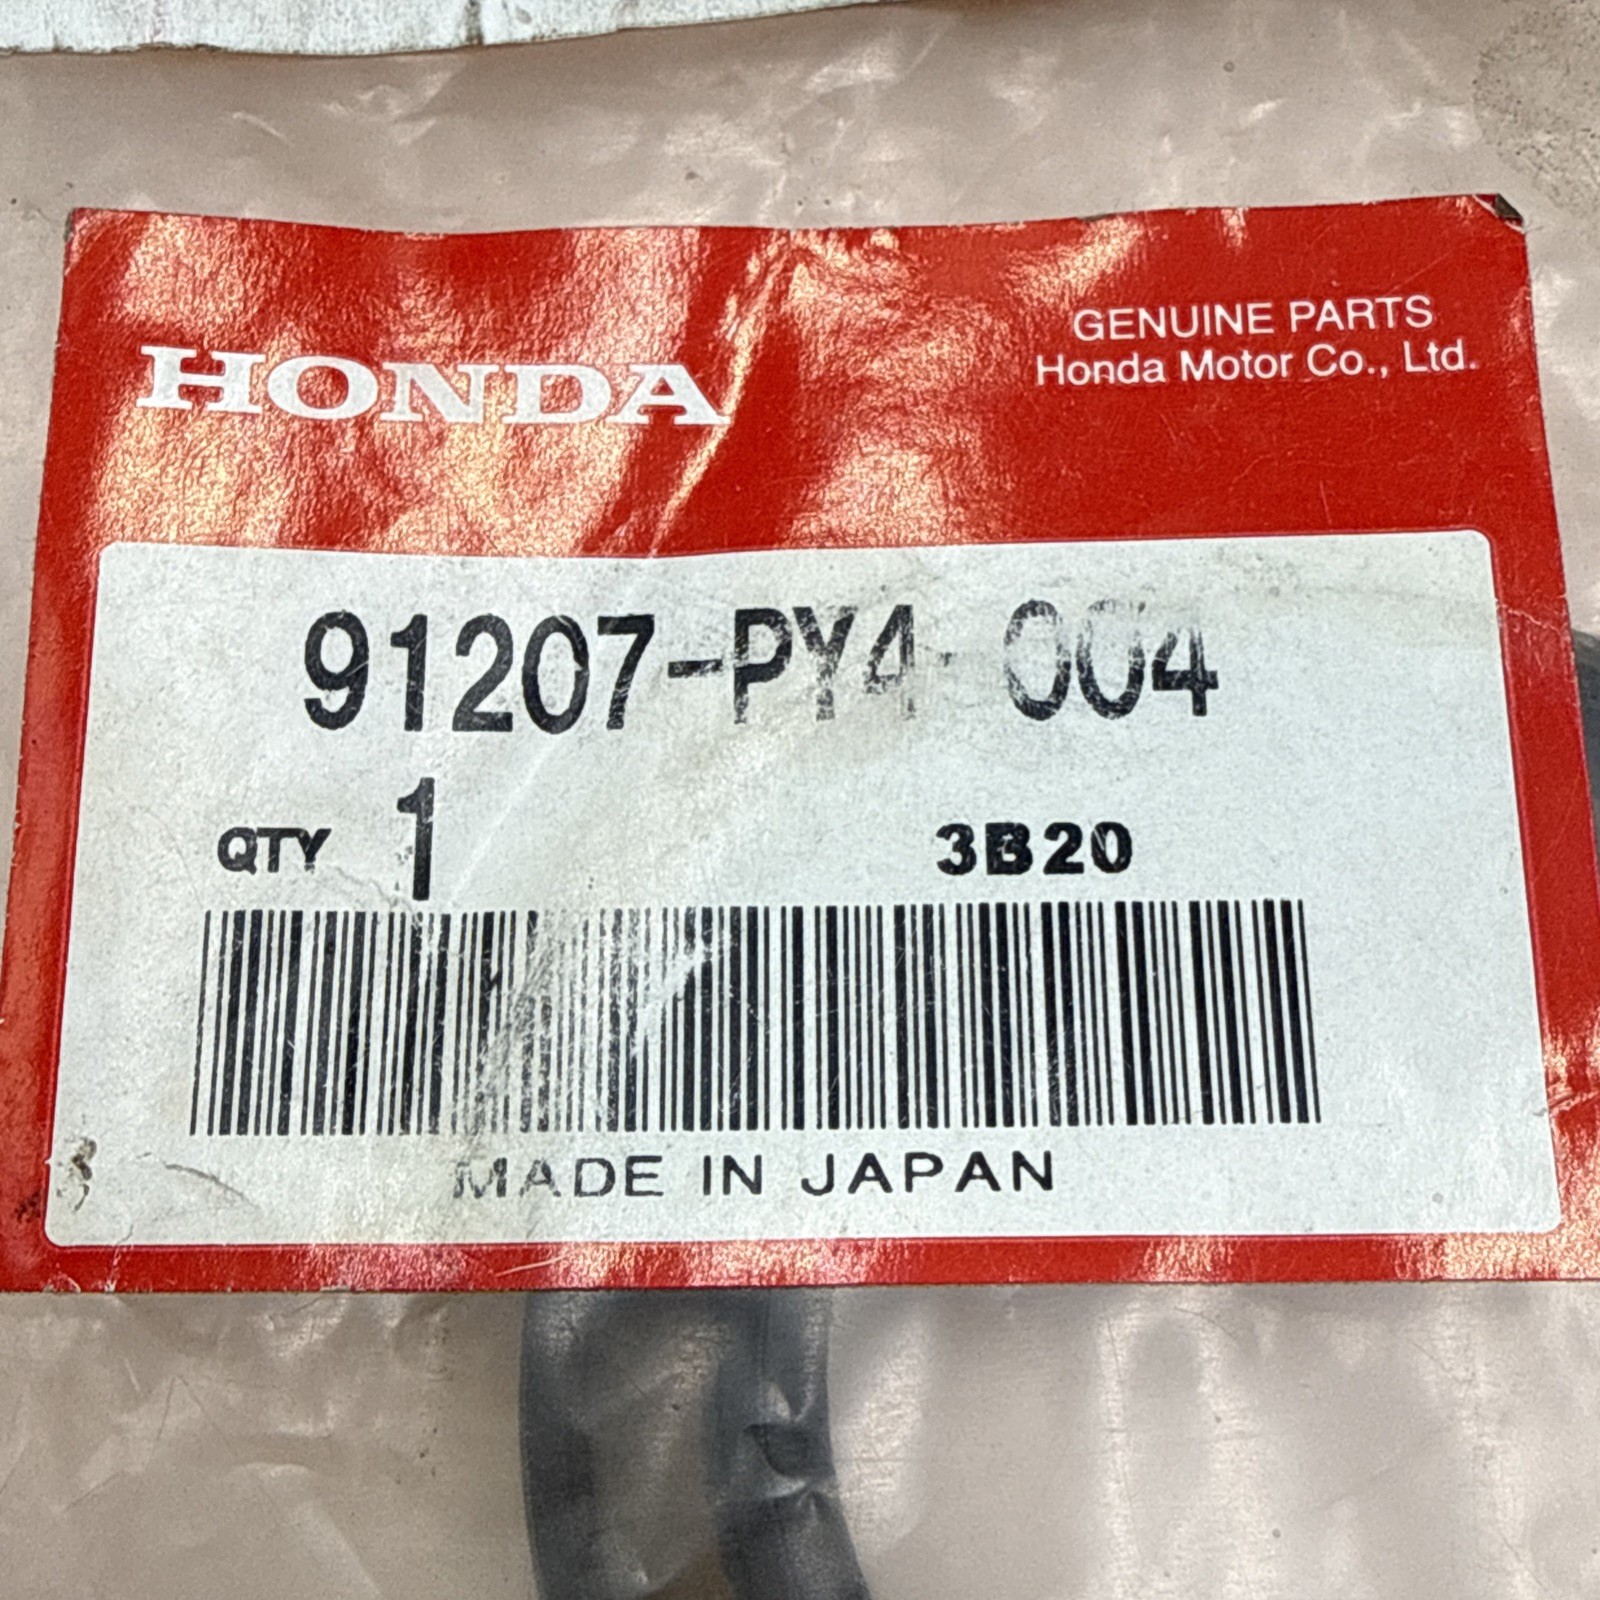 HONDA
GENUINE PARTS
Honda Motor Co., Ltd.
91207-PY4-004
QTY 1 3B20
MADE IN JAPAN